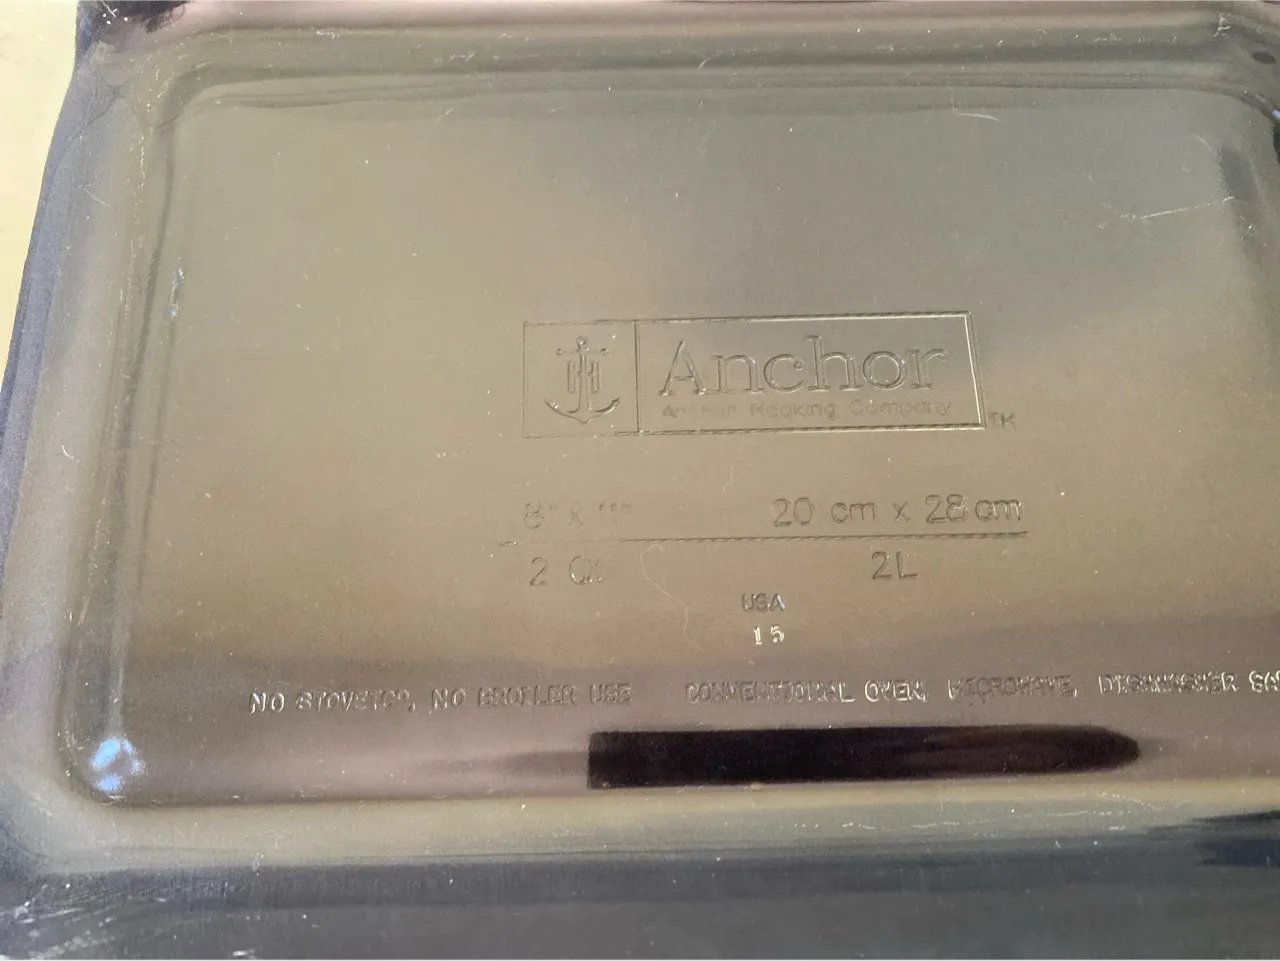 Anchor
Anchor Hocking Company
TM
8" x 11" 20 cm x 28 cm
2 Qt 2L
USA
15
NO STOVETOP, NO BROILER USE CONVENTIONAL OVEN, MICROWAVE, DISHWASHER SA